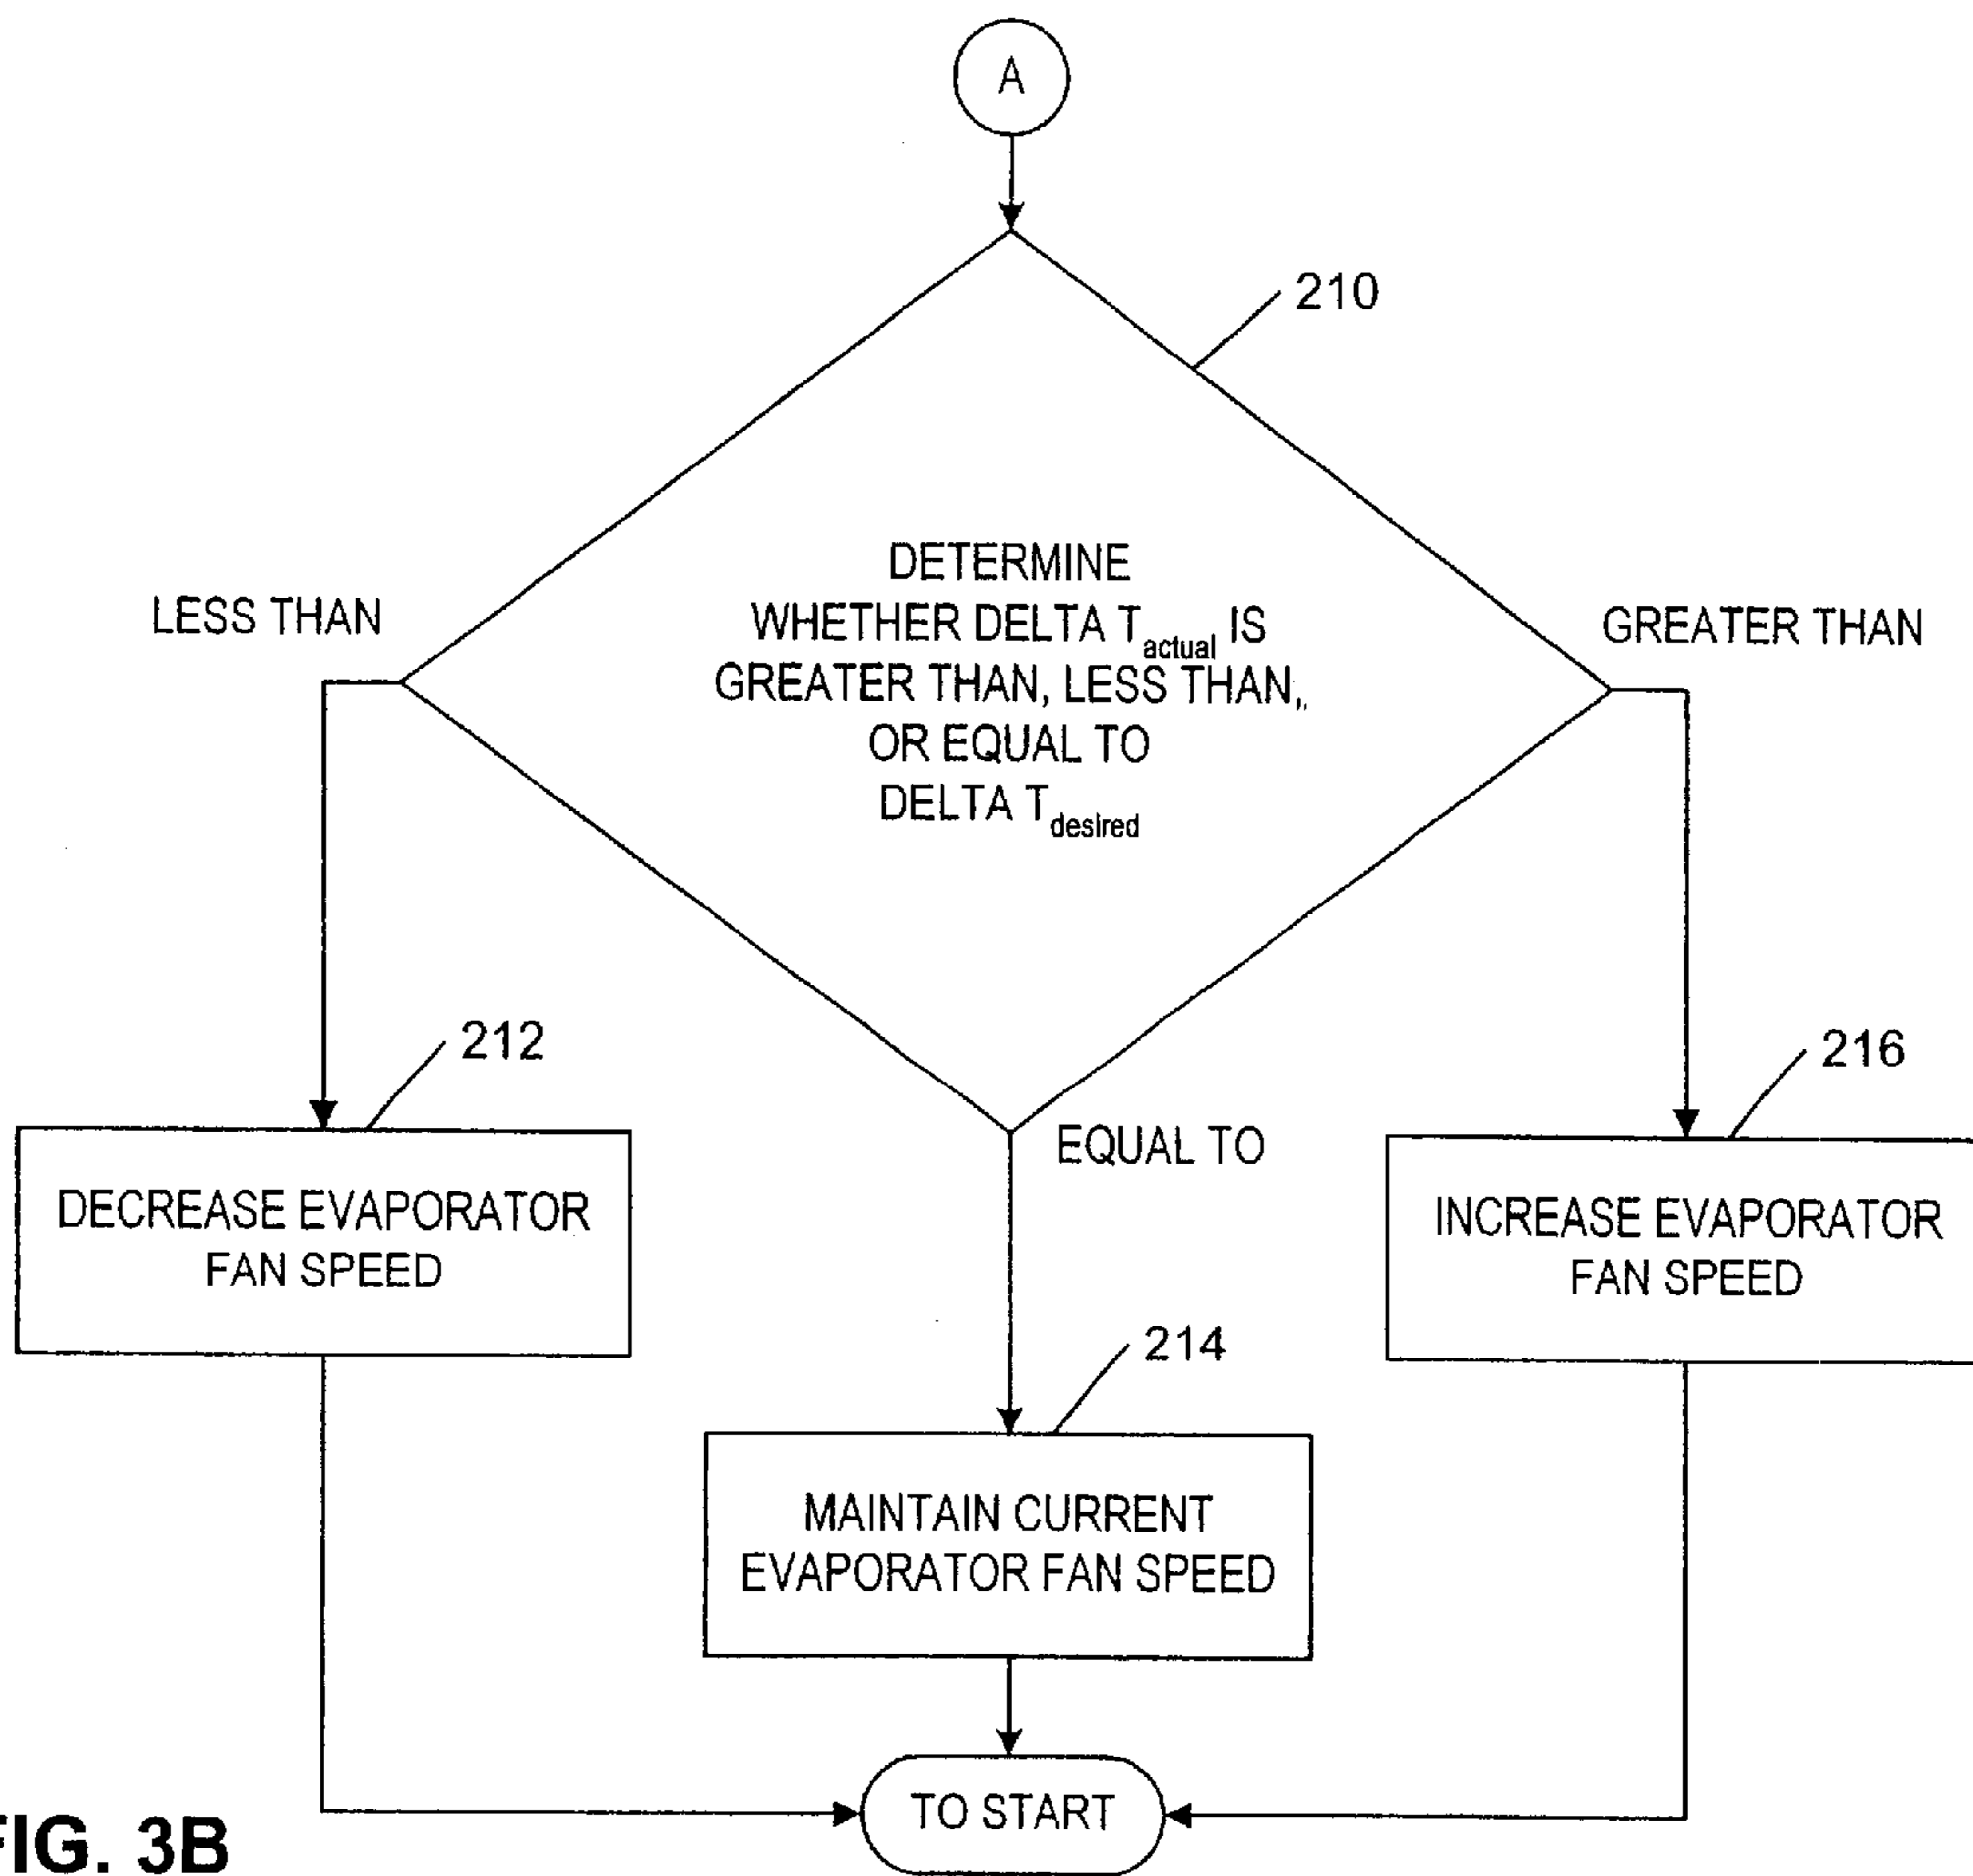 A
210
DETERMINE
WHETHER DELTA Tactual IS
GREATER THAN, LESS THAN,,
OR EQUAL TO
DELTA Tdesired
LESS THAN
GREATER THAN
EQUAL TO
212
DECREASE EVAPORATOR
FAN SPEED
216
INCREASE EVAPORATOR
FAN SPEED
214
MAINTAIN CURRENT
EVAPORATOR FAN SPEED
TO START
FIG. 3B